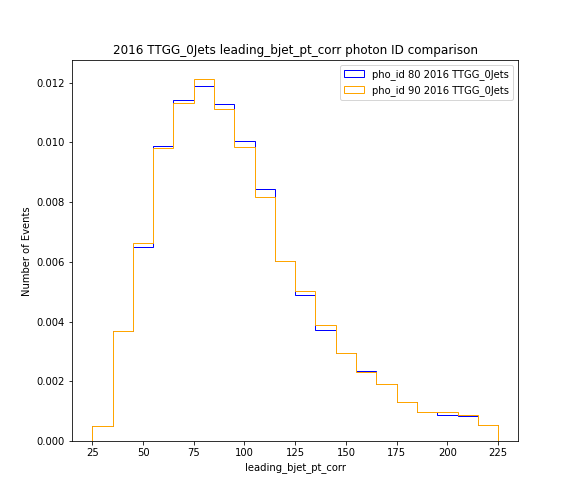 2016 TTGG_0Jets leading_bjet_pt_corr photon ID comparison
pho_id 80 2016 TTGG_0Jets
pho_id 90 2016 TTGG_0Jets
Number of Events
0.012
0.010
0.008
0.006
0.004
0.002
0.000
25 50 75 100 125 150 175 200 225
leading_bjet_pt_corr